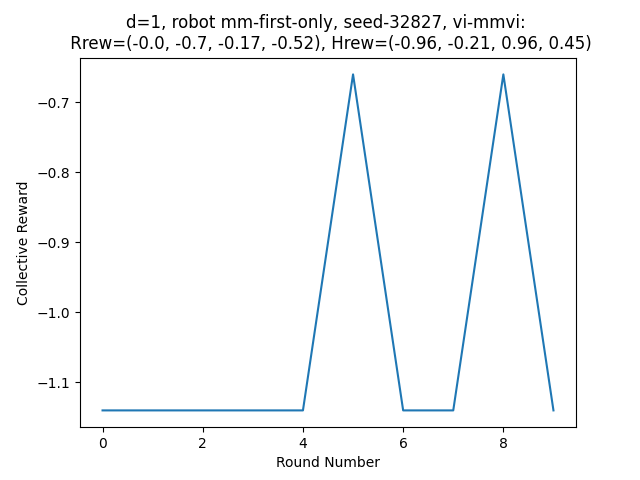 d=1, robot mm-first-only, seed-32827, vi-mmvi:
Rrew=(-0.0, -0.7, -0.17, -0.52), Hrew=(-0.96, -0.21, 0.96, 0.45)
−0.7
−0.8
−0.9
−1.0
−1.1
Collective Reward
0 2 4 6 8
Round Number